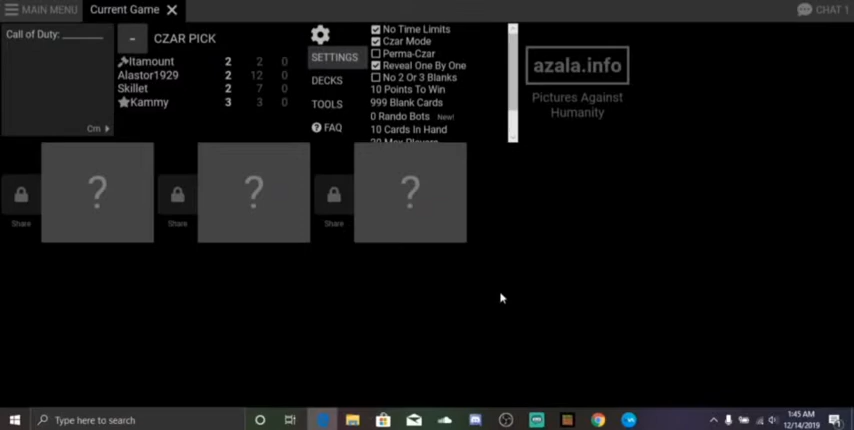 MAIN MENU
Current Game
CHAT 1
Call of Duty: ________
Cm
-
CZAR PICK
Itamount 2 2 0
Alastor1929 2 12 0
Skillet 2 7 0
Kammy 3 3 0
SETTINGS
DECKS
TOOLS
FAQ
No Time Limits
Czar Mode
Perma-Czar
Reveal One By One
No 2 Or 3 Blanks
10 Points To Win
999 Blank Cards
0 Rando Bots New!
10 Cards In Hand
20 Max Players
azala.info
Pictures Against
Humanity
?
Share
?
Share
?
Share
Type here to search
1:45 AM
12/14/2019